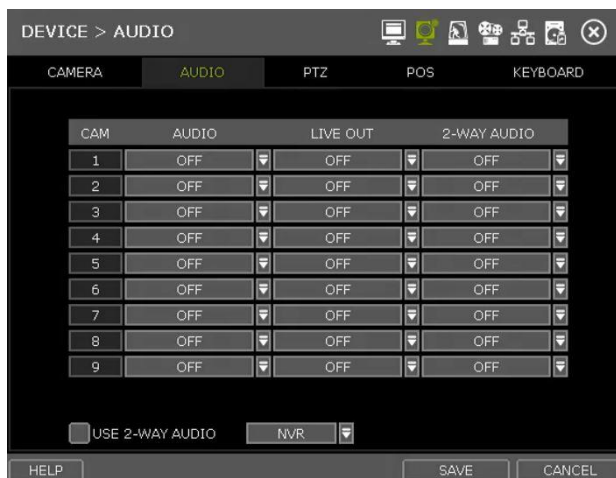 DEVICE > AUDIO
CAMERA AUDIO PTZ POS KEYBOARD
CAM AUDIO LIVE OUT 2-WAY AUDIO
1 OFF OFF OFF
2 OFF OFF OFF
3 OFF OFF OFF
4 OFF OFF OFF
5 OFF OFF OFF
6 OFF OFF OFF
7 OFF OFF OFF
8 OFF OFF OFF
9 OFF OFF OFF
USE 2-WAY AUDIO NVR
HELP SAVE CANCEL